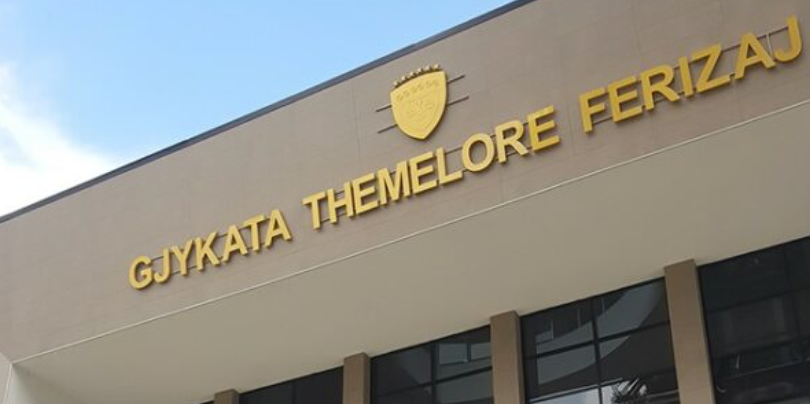 GJYKATA THEMELORE FERIZAJ